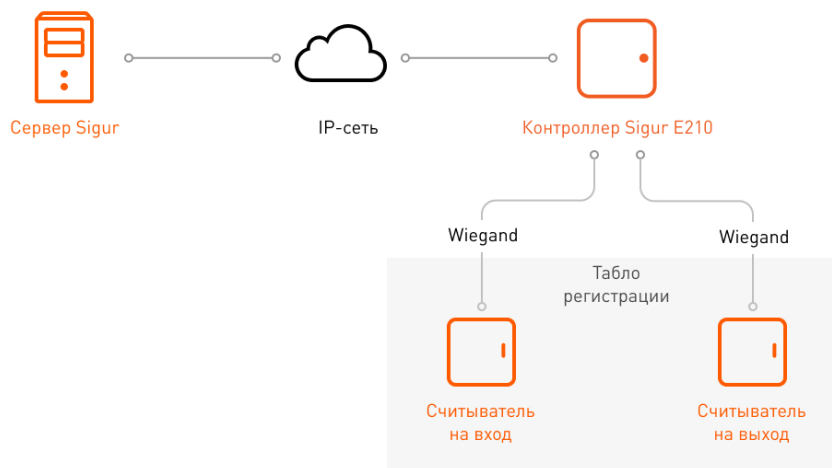 Сервер Sigur
IP-сеть
Контроллер Sigur E210
Wiegand
Wiegand
Табло
регистрации
Считыватель
на вход
Считыватель
на выход